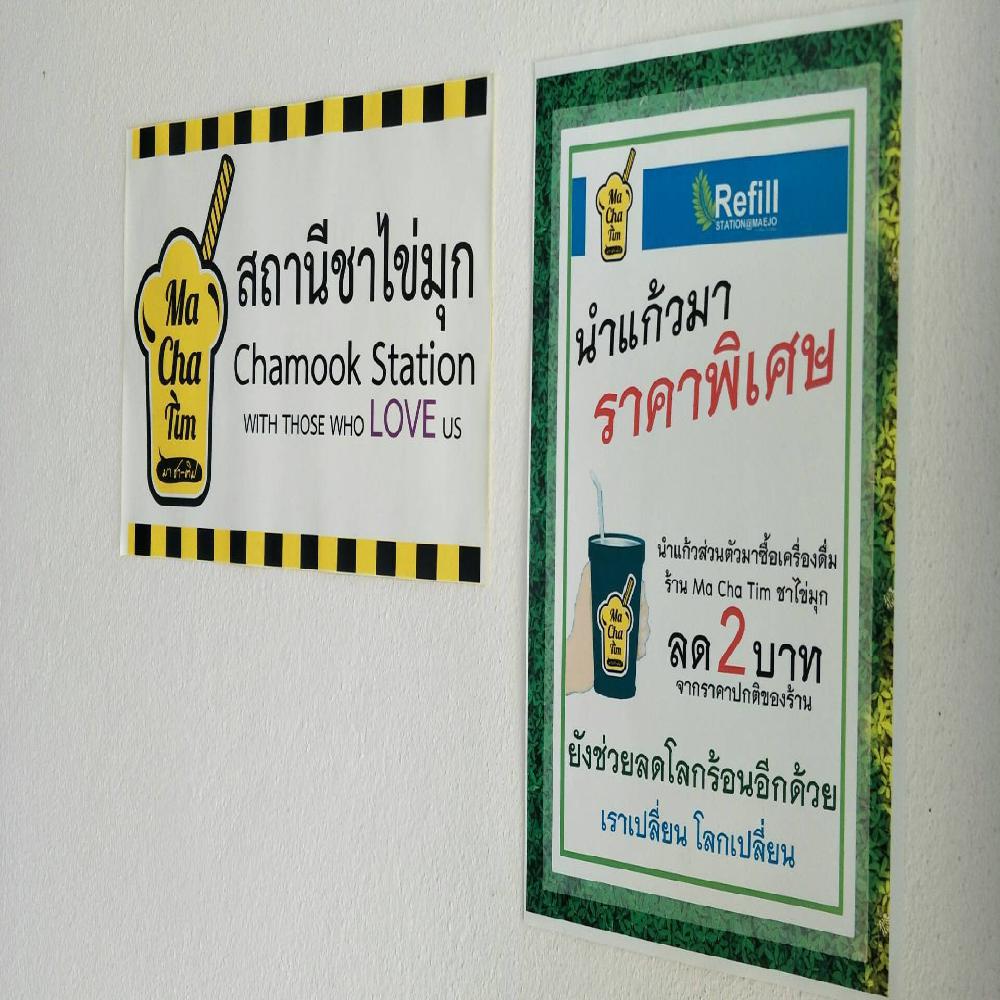 Ma
Cha
Tim
มา ชา-ติม
สถานีชาไข่มุก
Chamook Station
WITH THOSE WHO LOVE US
Ma
Cha
Tim
Refill
STATION@MAEJO
นำแก้วมา
ราคาพิเศษ
นำแก้วส่วนตัวมาซื้อเครื่องดื่ม
ร้าน Ma Cha Tim ชาไข่มุก
Ma
Cha
Tim
ลด 2 บาท
จากราคาปกติของร้าน
ยังช่วยลดโลกร้อนอีกด้วย
เราเปลี่ยน โลกเปลี่ยน